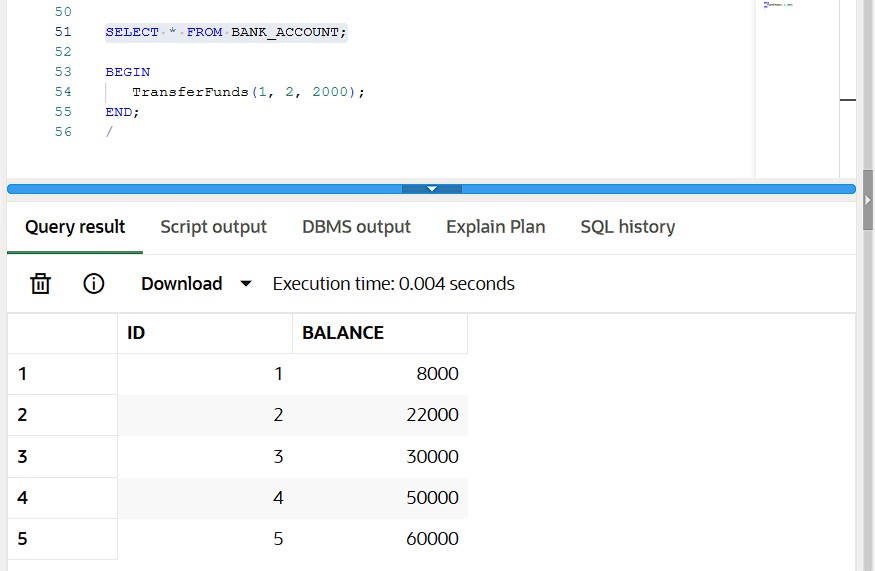 50
51 SELECT * FROM BANK_ACCOUNT;
52
53 BEGIN
54 TransferFunds(1, 2, 2000);
55 END;
56 /
Query result Script output DBMS output Explain Plan SQL history
Download Execution time: 0.004 seconds
ID BALANCE
1 1 8000
2 2 22000
3 3 30000
4 4 50000
5 5 60000